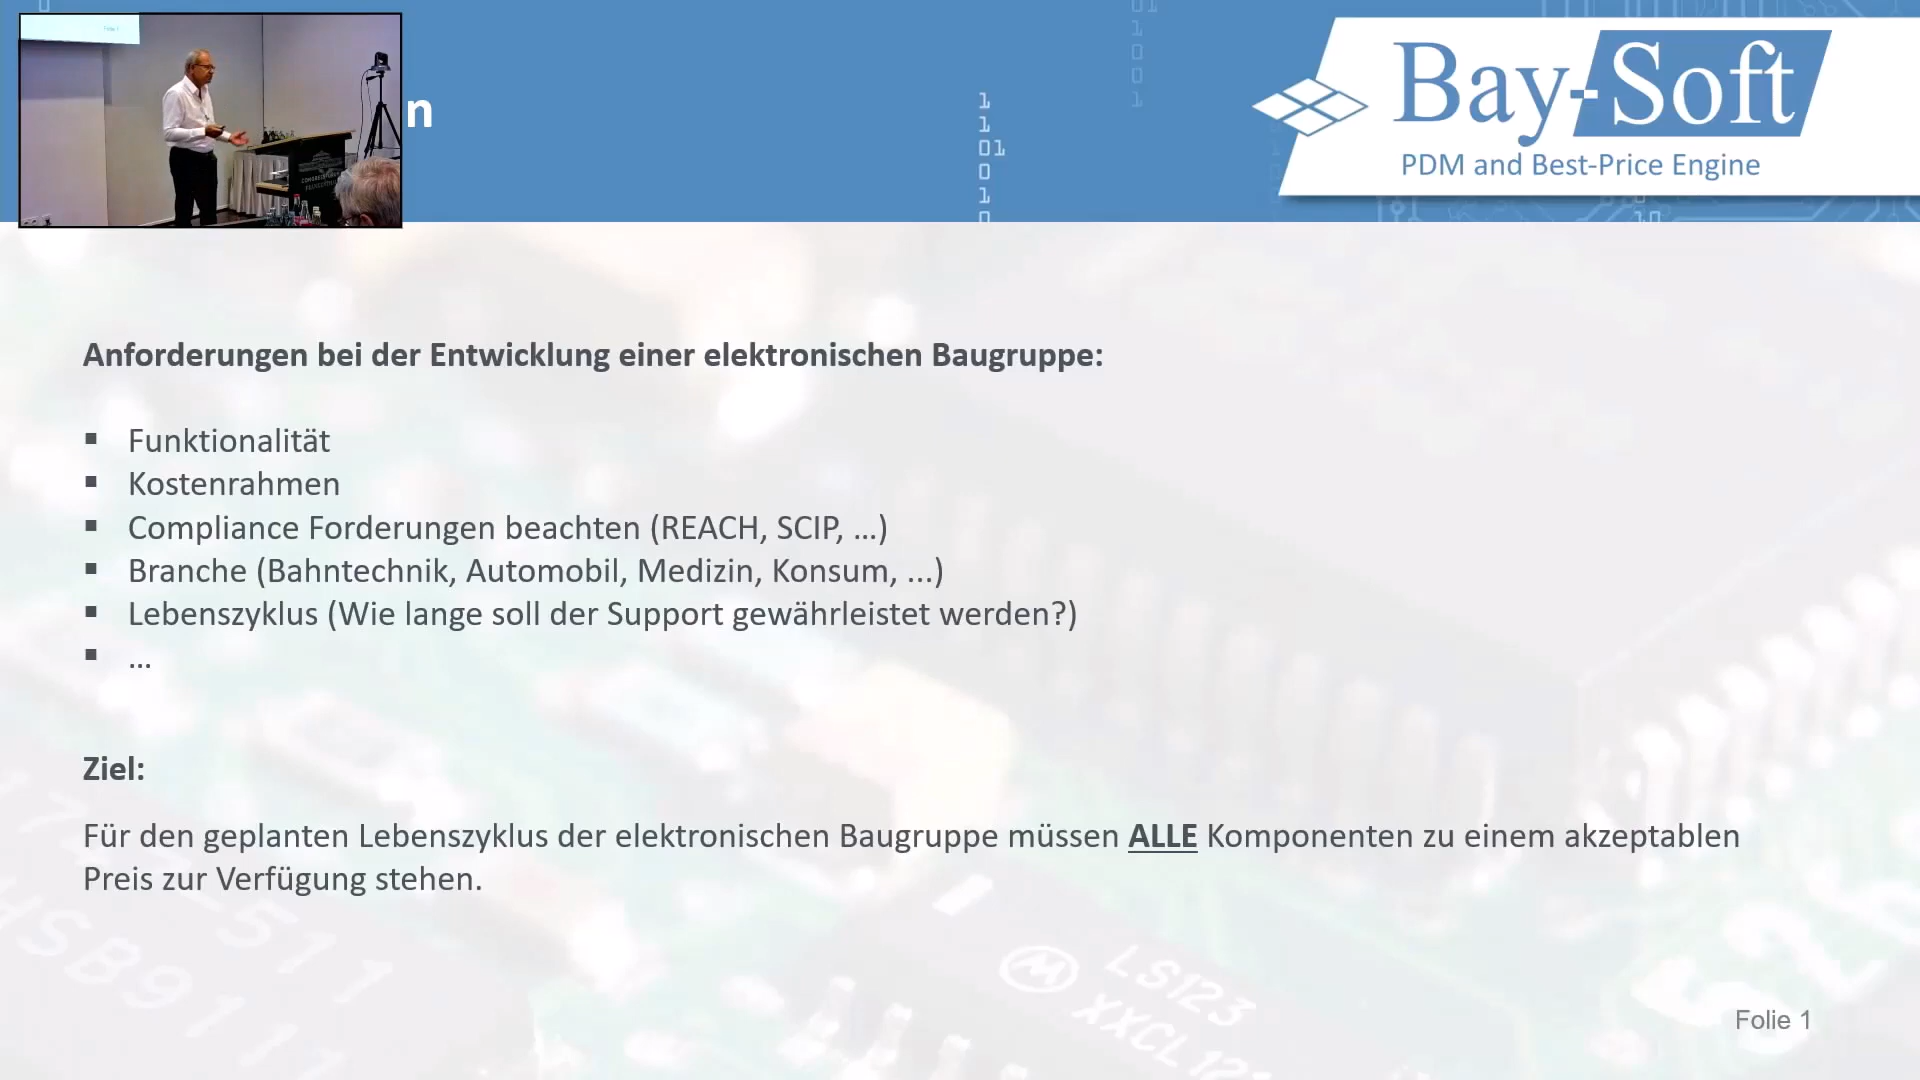 n
Bay-Soft
PDM and Best-Price Engine
Anforderungen bei der Entwicklung einer elektronischen Baugruppe:
▪ Funktionalität
▪ Kostenrahmen
▪ Compliance Forderungen beachten (REACH, SCIP, ...)
▪ Branche (Bahntechnik, Automobil, Medizin, Konsum, ...)
▪ Lebenszyklus (Wie lange soll der Support gewährleistet werden?)
▪ ...
Ziel:
Für den geplanten Lebenszyklus der elektronischen Baugruppe müssen ALLE Komponenten zu einem akzeptablen
Preis zur Verfügung stehen.
LS123
Folie 1